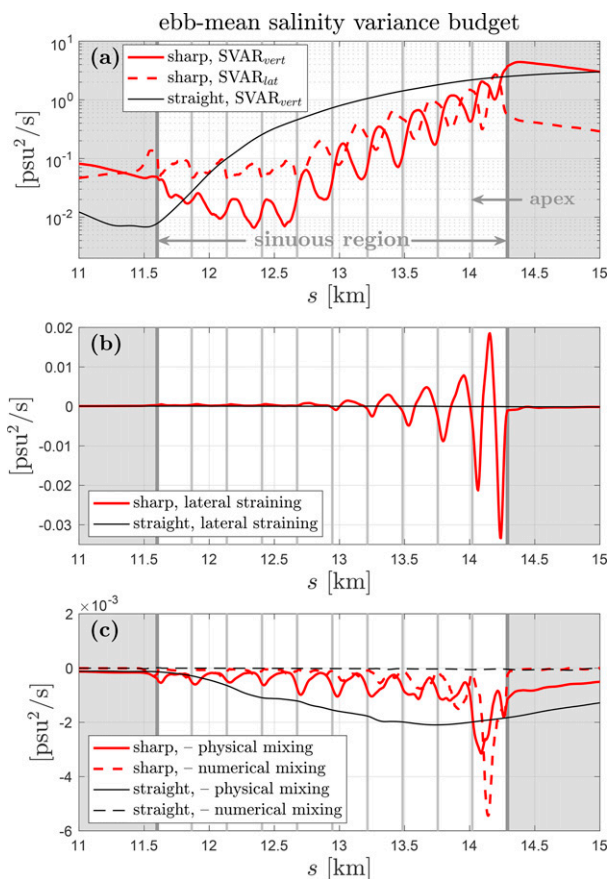 ebb-mean salinity variance budget
(a)
[psu²/s]
10¹
10⁰
10⁻¹
10⁻²
sharp, SVARvert
sharp, SVARlat
straight, SVARvert
apex
sinuous region
11 11.5 12 12.5 13 13.5 14 14.5 15
s [km]
(b)
[psu²/s]
0.02
0.01
0
-0.01
-0.02
-0.03
sharp, lateral straining
straight, lateral straining
11 11.5 12 12.5 13 13.5 14 14.5 15
s [km]
×10⁻³
(c)
[psu²/s]
2
0
-2
-4
-6
sharp, – physical mixing
sharp, – numerical mixing
straight, – physical mixing
straight, – numerical mixing
11 11.5 12 12.5 13 13.5 14 14.5 15
s [km]